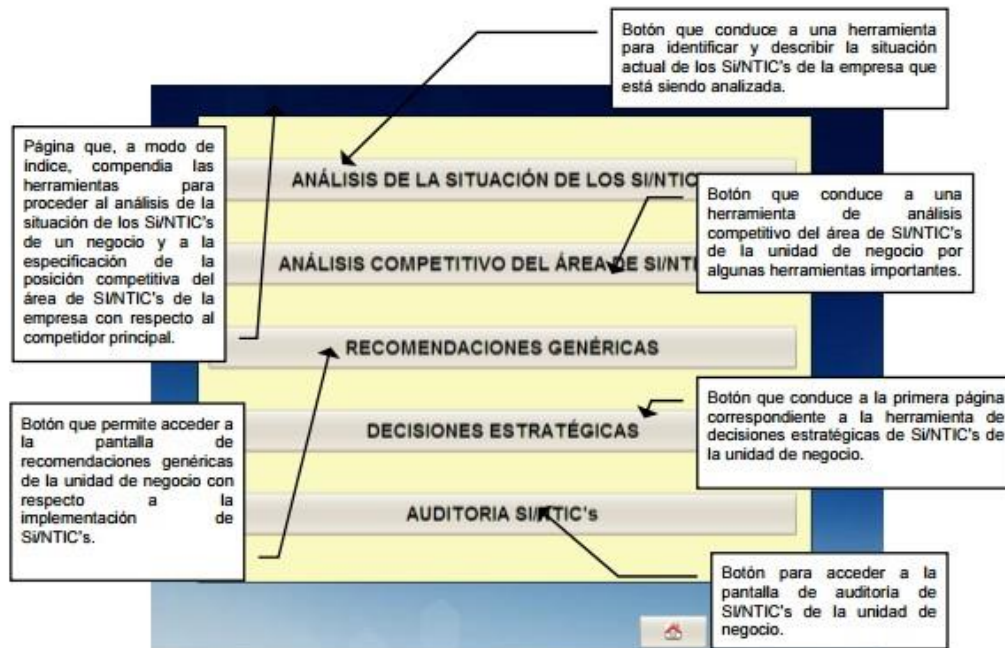 Botón que conduce a una herramienta
para identificar y describir la situación
actual de los Si/NTIC's de la empresa que
está siendo analizada.
Página que, a modo de
índice, compendia las
herramientas para
proceder al análisis de la
situación de los Si/NTIC's
de un negocio y a la
especificación de la
posición competitiva del
área de SI/NTIC's de la
empresa con respecto al
competidor principal.
ANÁLISIS DE LA SITUACIÓN DE LOS SI/NTIC
Botón que conduce a una
herramienta de análisis
competitivo del área de SI/NTIC's
de la unidad de negocio por
algunas herramientas importantes.
ANÁLISIS COMPETITIVO DEL ÁREA DE SI/NTI
RECOMENDACIONES GENÉRICAS
Botón que conduce a la primera página
correspondiente a la herramienta de
decisiones estratégicas de Si/NTIC's de
la unidad de negocio.
Botón que permite acceder a
la pantalla de
recomendaciones genéricas
de la unidad de negocio con
respecto a la
implementación de
Si/NTIC's.
DECISIONES ESTRATÉGICAS
AUDITORIA SI/NTIC's
Botón para acceder a la
pantalla de auditoría de
SI/NTIC's de la unidad de
negocio.